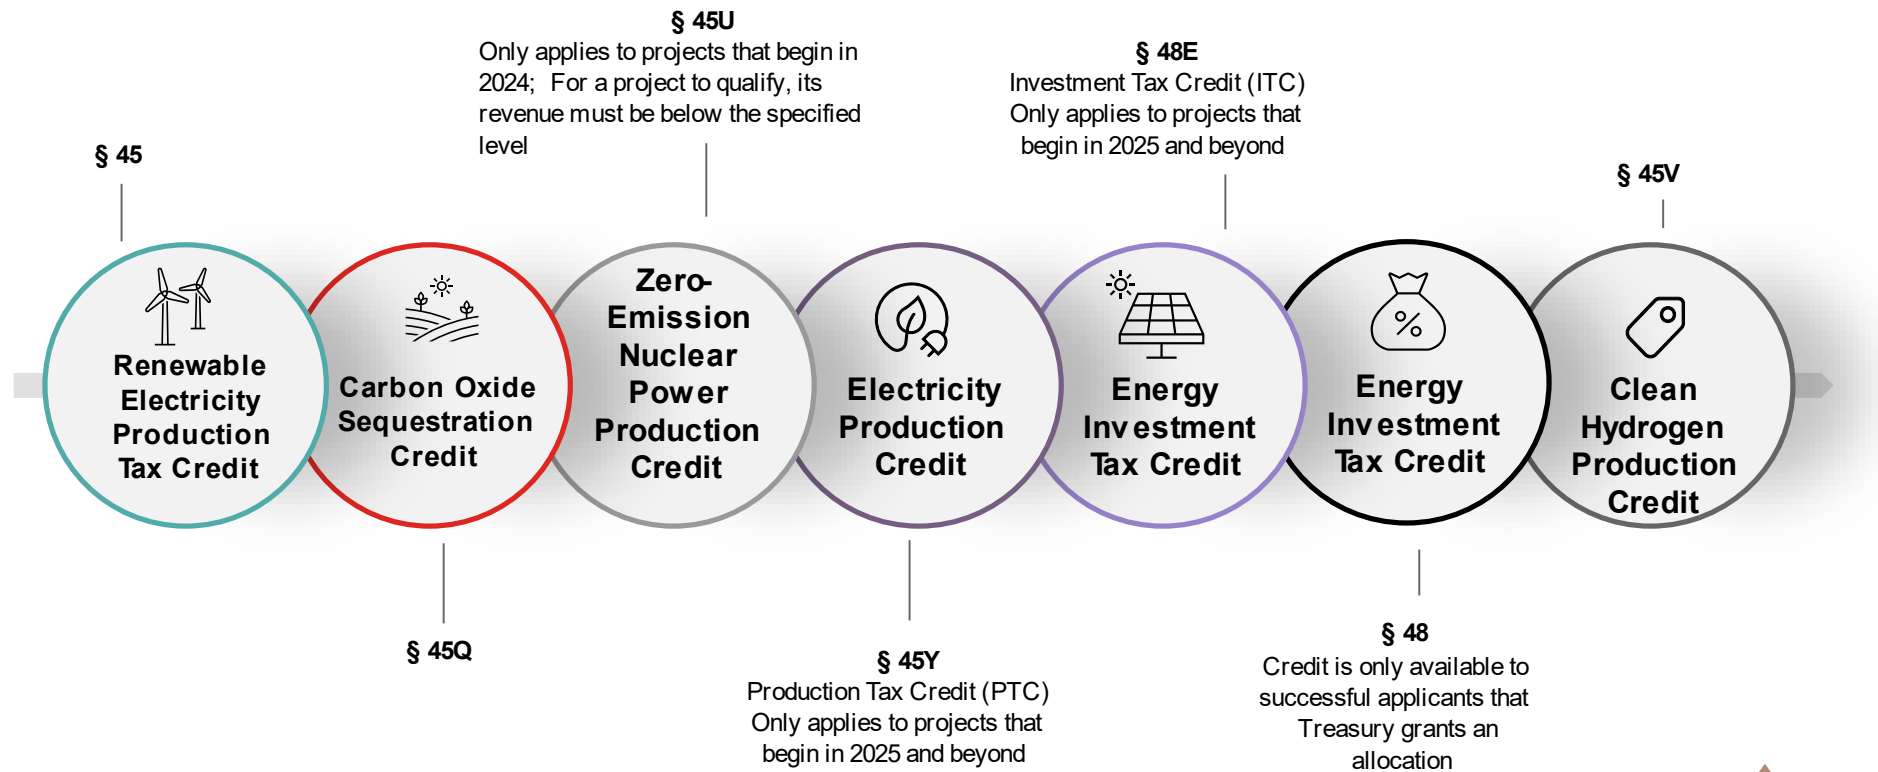 § 45U
Only applies to projects that begin in
2024;  For a project to qualify, its
revenue must be below the specified
level
§ 48E
Investment Tax Credit (ITC)
Only applies to projects that
begin in 2025 and beyond
§ 45
§ 45V
Renewable
Electricity
Production
Tax Credit
Carbon Oxide
Sequestration
Credit
Zero-
Emission
Nuclear
Power
Production
Credit
Electricity
Production
Credit
Energy
Investment
Tax Credit
%
Energy
Investment
Tax Credit
Clean
Hydrogen
Production
Credit
§ 45Q
§ 45Y
Production Tax Credit (PTC)
Only applies to projects that
begin in 2025 and beyond
§ 48
Credit is only available to
successful applicants that
Treasury grants an
allocation